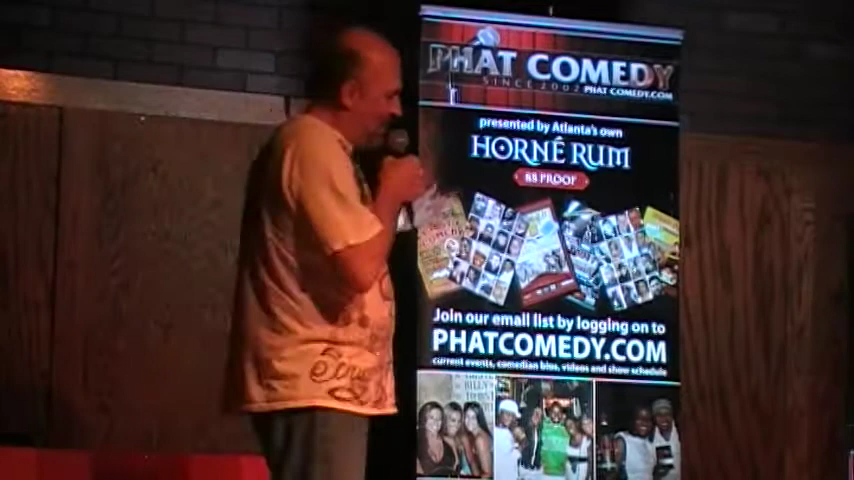 PHAT COMEDY
SINCE 2002 PHATCOMEDY.COM
presented by Atlanta's own
HORNÉ RUM
88 PROOF
Join our email list by logging on to
PHATCOMEDY.COM
current events, comedian bios, videos and show schedule